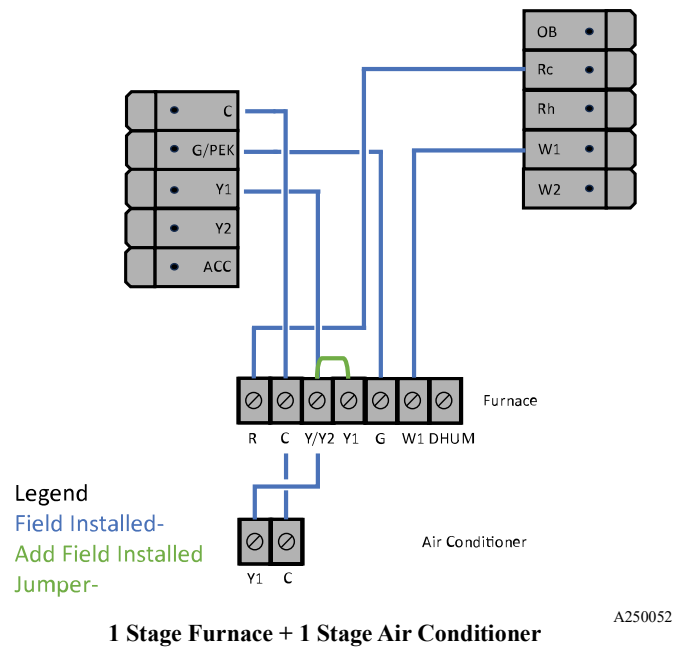 OB
Rc
Rh
W1
W2
C
G/PEK
Y1
Y2
ACC
Furnace
R C Y/Y2 Y1 G W1 DHUM
Legend
Field Installed-
Add Field Installed
Jumper-
Air Conditioner
Y1 C
A250052
1 Stage Furnace + 1 Stage Air Conditioner